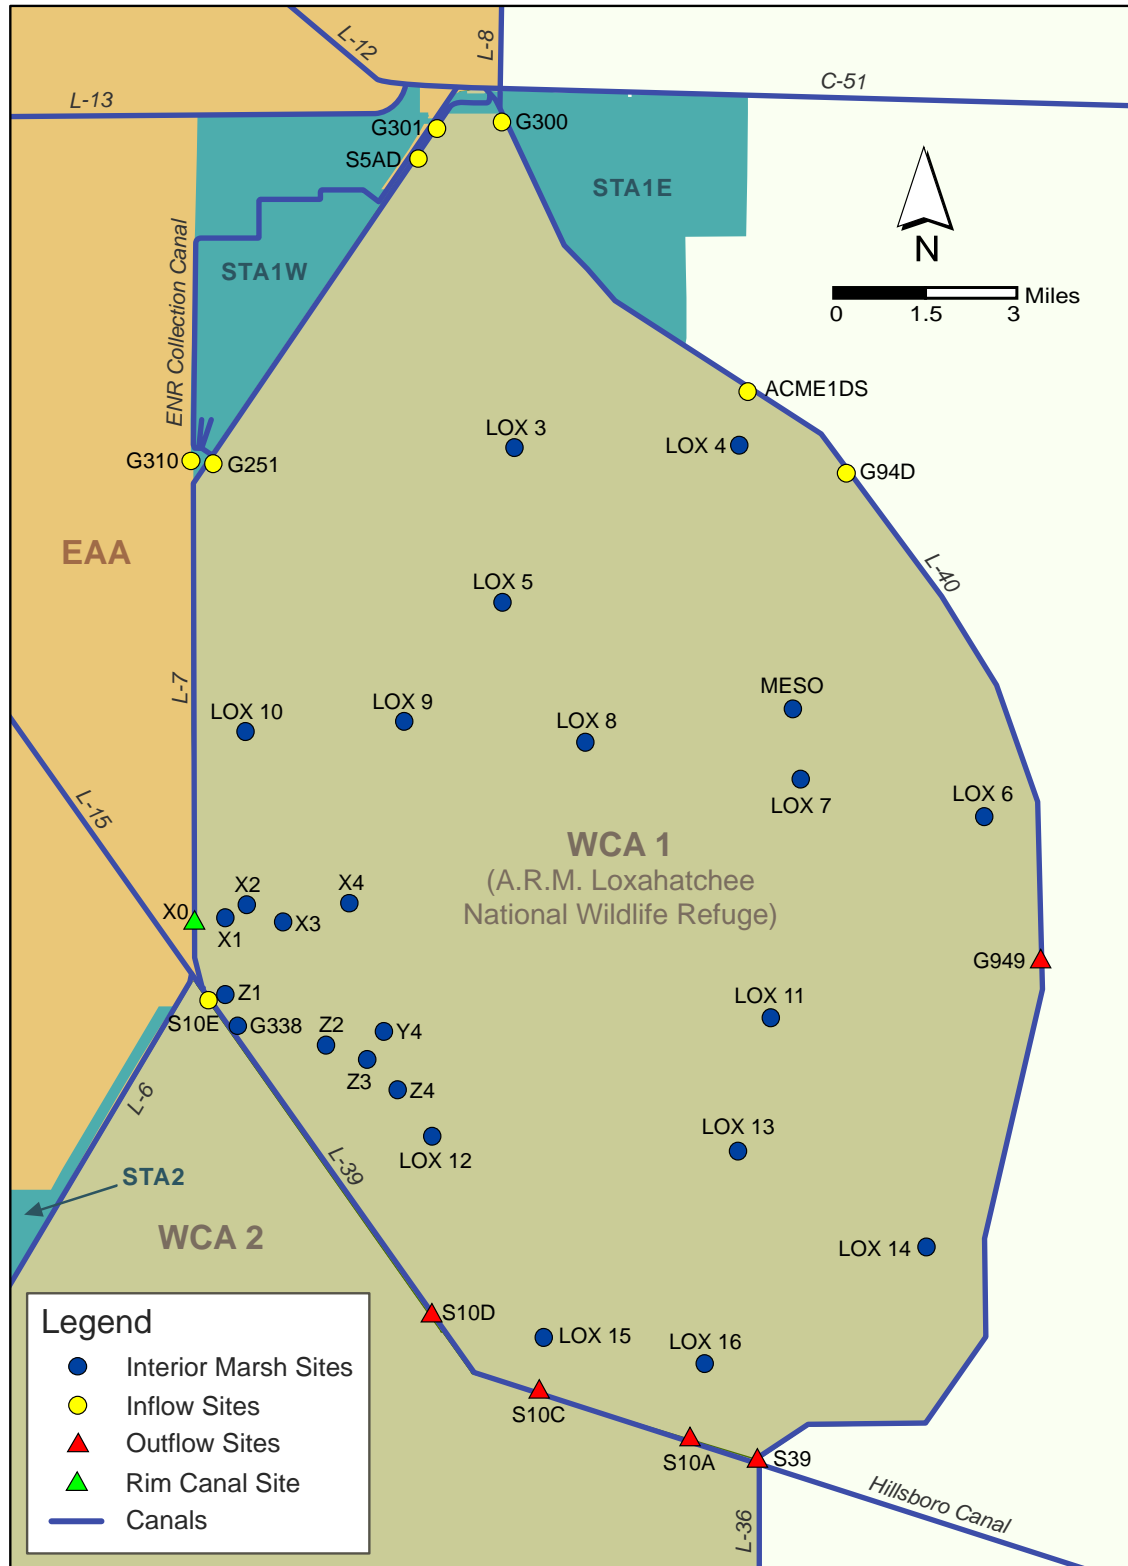 L-12
L-8
C-51
L-13
G301
G300
S5AD
STA1E
N
STA1W
ENR Collection Canal
Miles
0 1.5 3
ACME1DS
LOX 3
LOX 4
G310
G251
G94D
EAA
L-40
LOX 5
L-7
MESO
LOX 10
LOX 9
LOX 8
LOX 7
LOX 6
L-15
WCA 1
(A.R.M. Loxahatchee
National Wildlife Refuge)
X0
X2
X4
X1
X3
G949
Z1
S10E
G338
LOX 11
Z2
Y4
Z3
Z4
L-6
LOX 13
LOX 12
L-39
STA2
WCA 2
LOX 14
S10D
LOX 15
LOX 16
S10C
S10A
S39
Hillsboro Canal
L-36
Legend
Interior Marsh Sites
Inflow Sites
Outflow Sites
Rim Canal Site
Canals